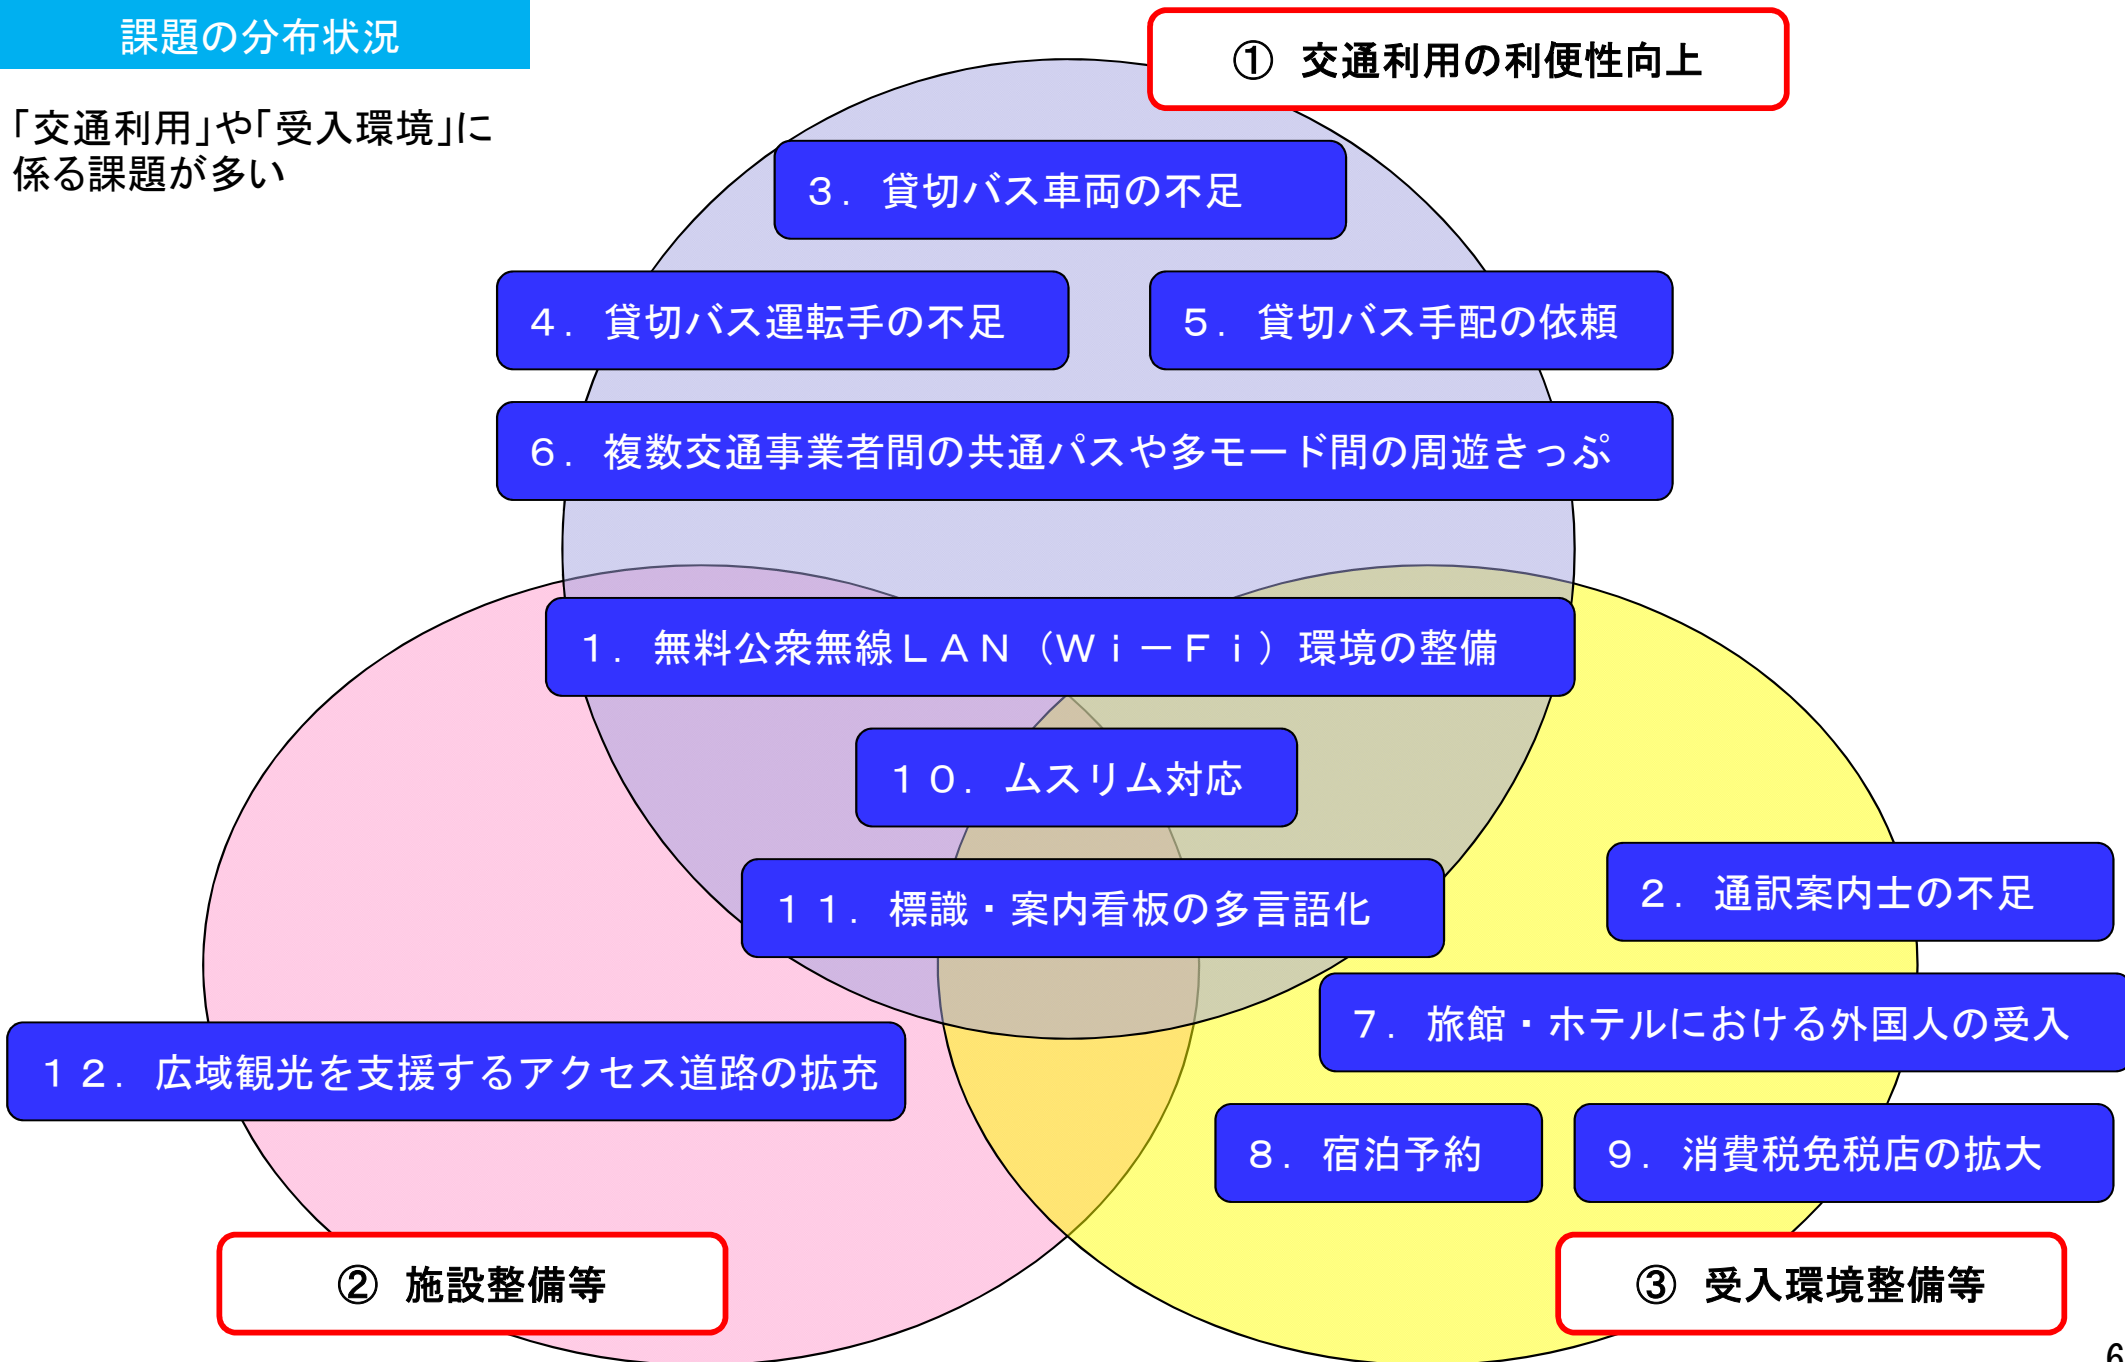 課題の分布状況
「交通利用」や「受入環境」に
係る課題が多い
① 交通利用の利便性向上
３．貸切バス車両の不足
４．貸切バス運転手の不足
５．貸切バス手配の依頼
６．複数交通事業者間の共通パスや多モード間の周遊きっぷ
１．無料公衆無線ＬＡＮ（Ｗｉ－Ｆｉ）環境の整備
１０．ムスリム対応
１１．標識・案内看板の多言語化
２．通訳案内士の不足
７．旅館・ホテルにおける外国人の受入
１２．広域観光を支援するアクセス道路の拡充
８．宿泊予約
９．消費税免税店の拡大
② 施設整備等
③ 受入環境整備等
6